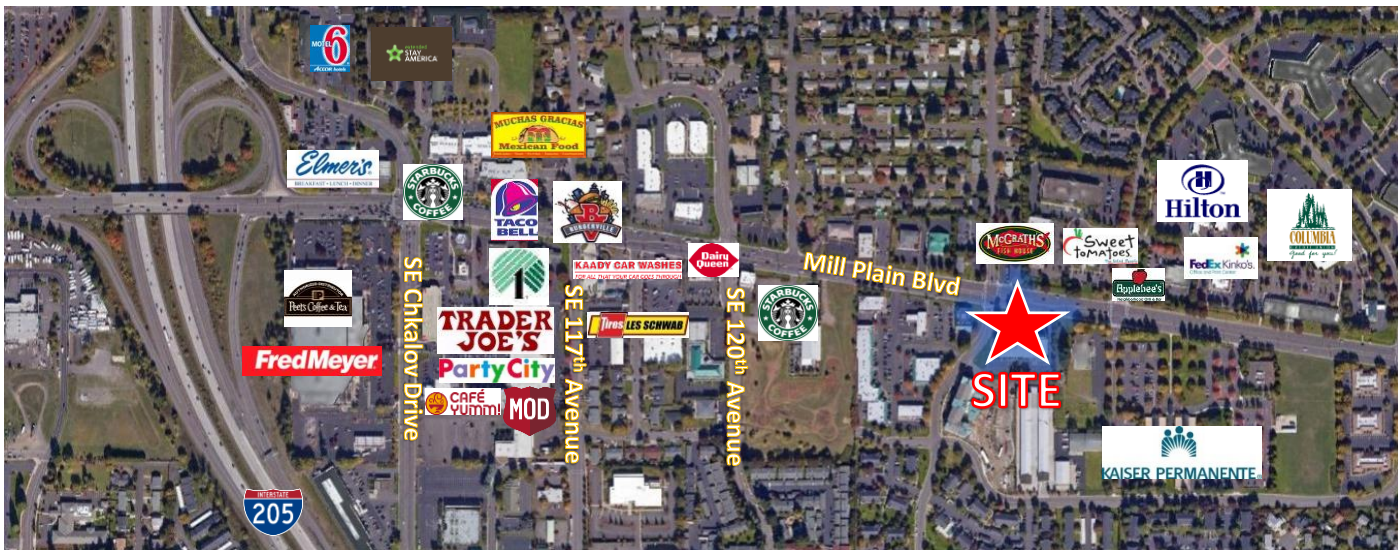 MOTEL
6
ACCOR hotels
extended
STAY
AMERICA
MUCHAS GRACIAS
Mexican Food
Elmer's
BREAKFAST • LUNCH • DINNER
STARBUCKS
COFFEE
TACO
BELL
B
BURGERVILLE
Hilton
COLUMBIA
good for you!
McGRATH'S
FISH HOUSE
Sweet
Tomatoes
FedEx Kinko's
Office and Print Center
Applebee's
Dairy
Queen
KAADY CAR WASHES
FOR ALL THAT YOUR CAR GOES THROUGH
Mill Plain Blvd
1
Peet's Coffee & Tea
STARBUCKS
COFFEE
TRADER
JOE'S
Tires LES SCHWAB
FredMeyer
PartyCity
CAFÉ
YUMM!
MOD
SE Chkalov Drive
SE 117th Avenue
SE 120th Avenue
SITE
KAISER PERMANENTE
INTERSTATE
205